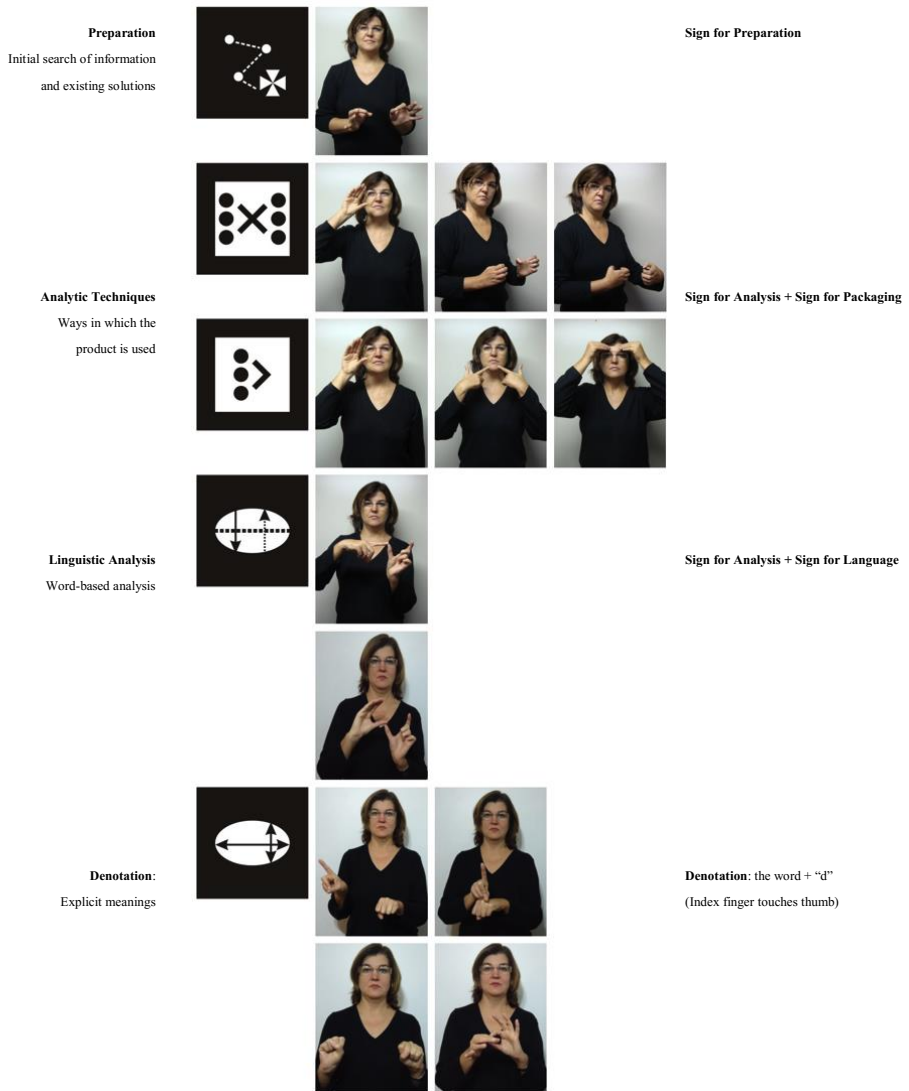 Preparation
Initial search of information
and existing solutions
Sign for Preparation
Analytic Techniques
Ways in which the
product is used
Sign for Analysis + Sign for Packaging
Linguistic Analysis
Word-based analysis
Sign for Analysis + Sign for Language
Denotation:
Explicit meanings
Denotation: the word + “d”
(Index finger touches thumb)